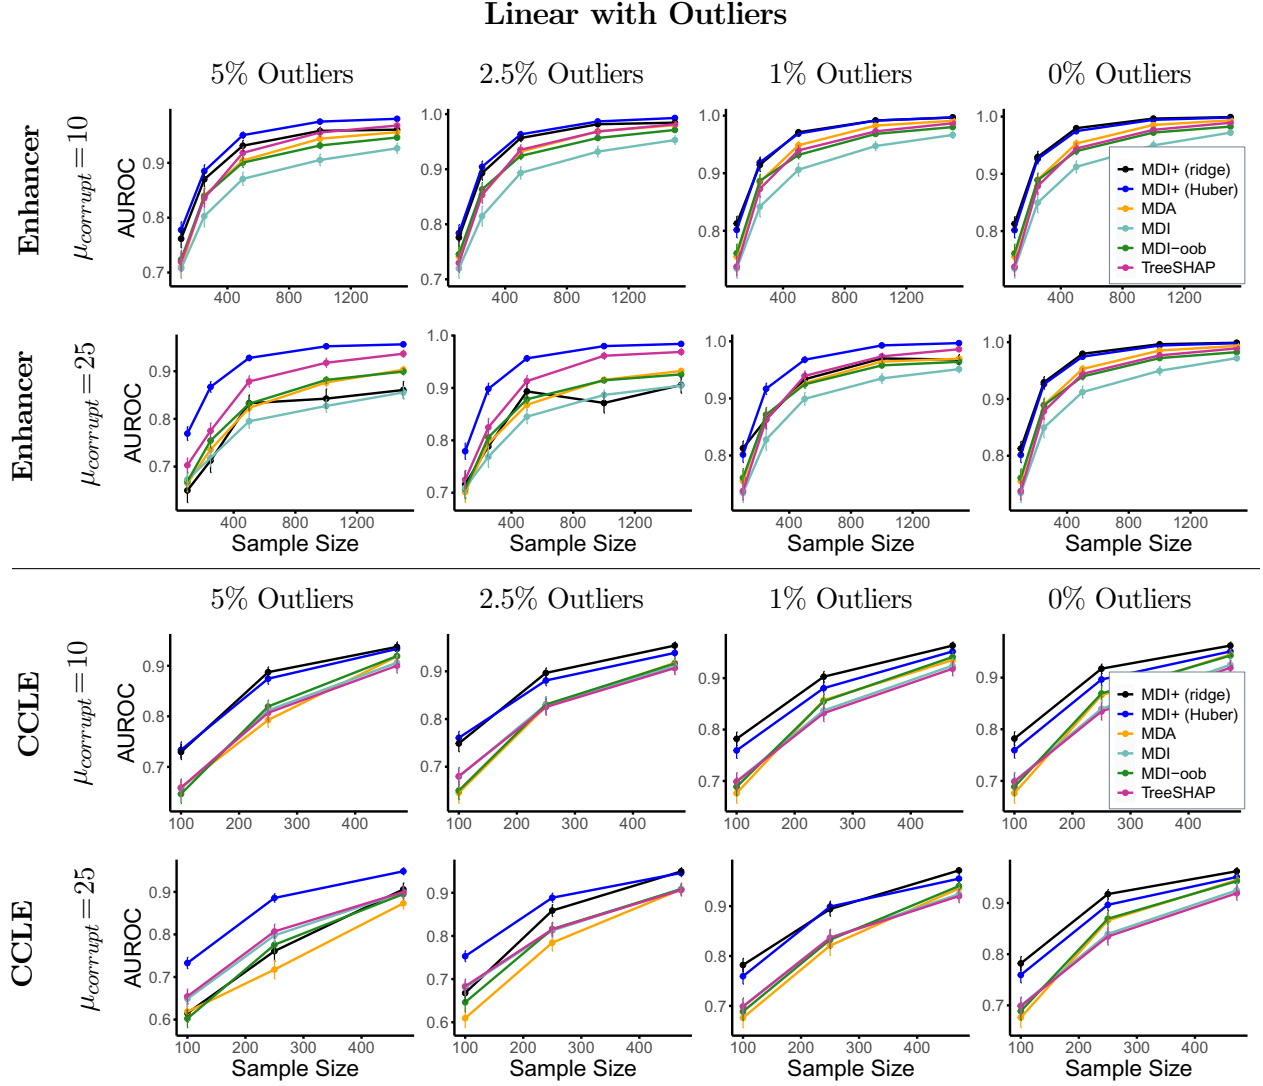 Linear with Outliers
5% Outliers 2.5% Outliers 1% Outliers 0% Outliers
Enhancer
μcorrupt = 10
AUROC
0.9
0.8
0.7
400 800 1200
1.0
0.9
0.8
0.7
400 800 1200
1.0
0.9
0.8
400 800 1200
1.0
0.9
0.8
400 800 1200
MDI+ (ridge)
MDI+ (Huber)
MDA
MDI
MDI−oob
TreeSHAP
Enhancer
μcorrupt = 25
AUROC
0.9
0.8
0.7
400 800 1200
Sample Size
1.0
0.9
0.8
0.7
400 800 1200
Sample Size
1.0
0.9
0.8
400 800 1200
Sample Size
1.0
0.9
0.8
400 800 1200
Sample Size
5% Outliers 2.5% Outliers 1% Outliers 0% Outliers
CCLE
μcorrupt = 10
AUROC
0.9
0.8
0.7
100 200 300 400
0.9
0.8
0.7
100 200 300 400
0.9
0.8
0.7
100 200 300 400
0.9
0.8
0.7
100 200 300 400
MDI+ (ridge)
MDI+ (Huber)
MDA
MDI
MDI−oob
TreeSHAP
CCLE
μcorrupt = 25
AUROC
0.9
0.8
0.7
0.6
100 200 300 400
Sample Size
0.9
0.8
0.7
0.6
100 200 300 400
Sample Size
0.9
0.8
0.7
100 200 300 400
Sample Size
0.9
0.8
0.7
100 200 300 400
Sample Size